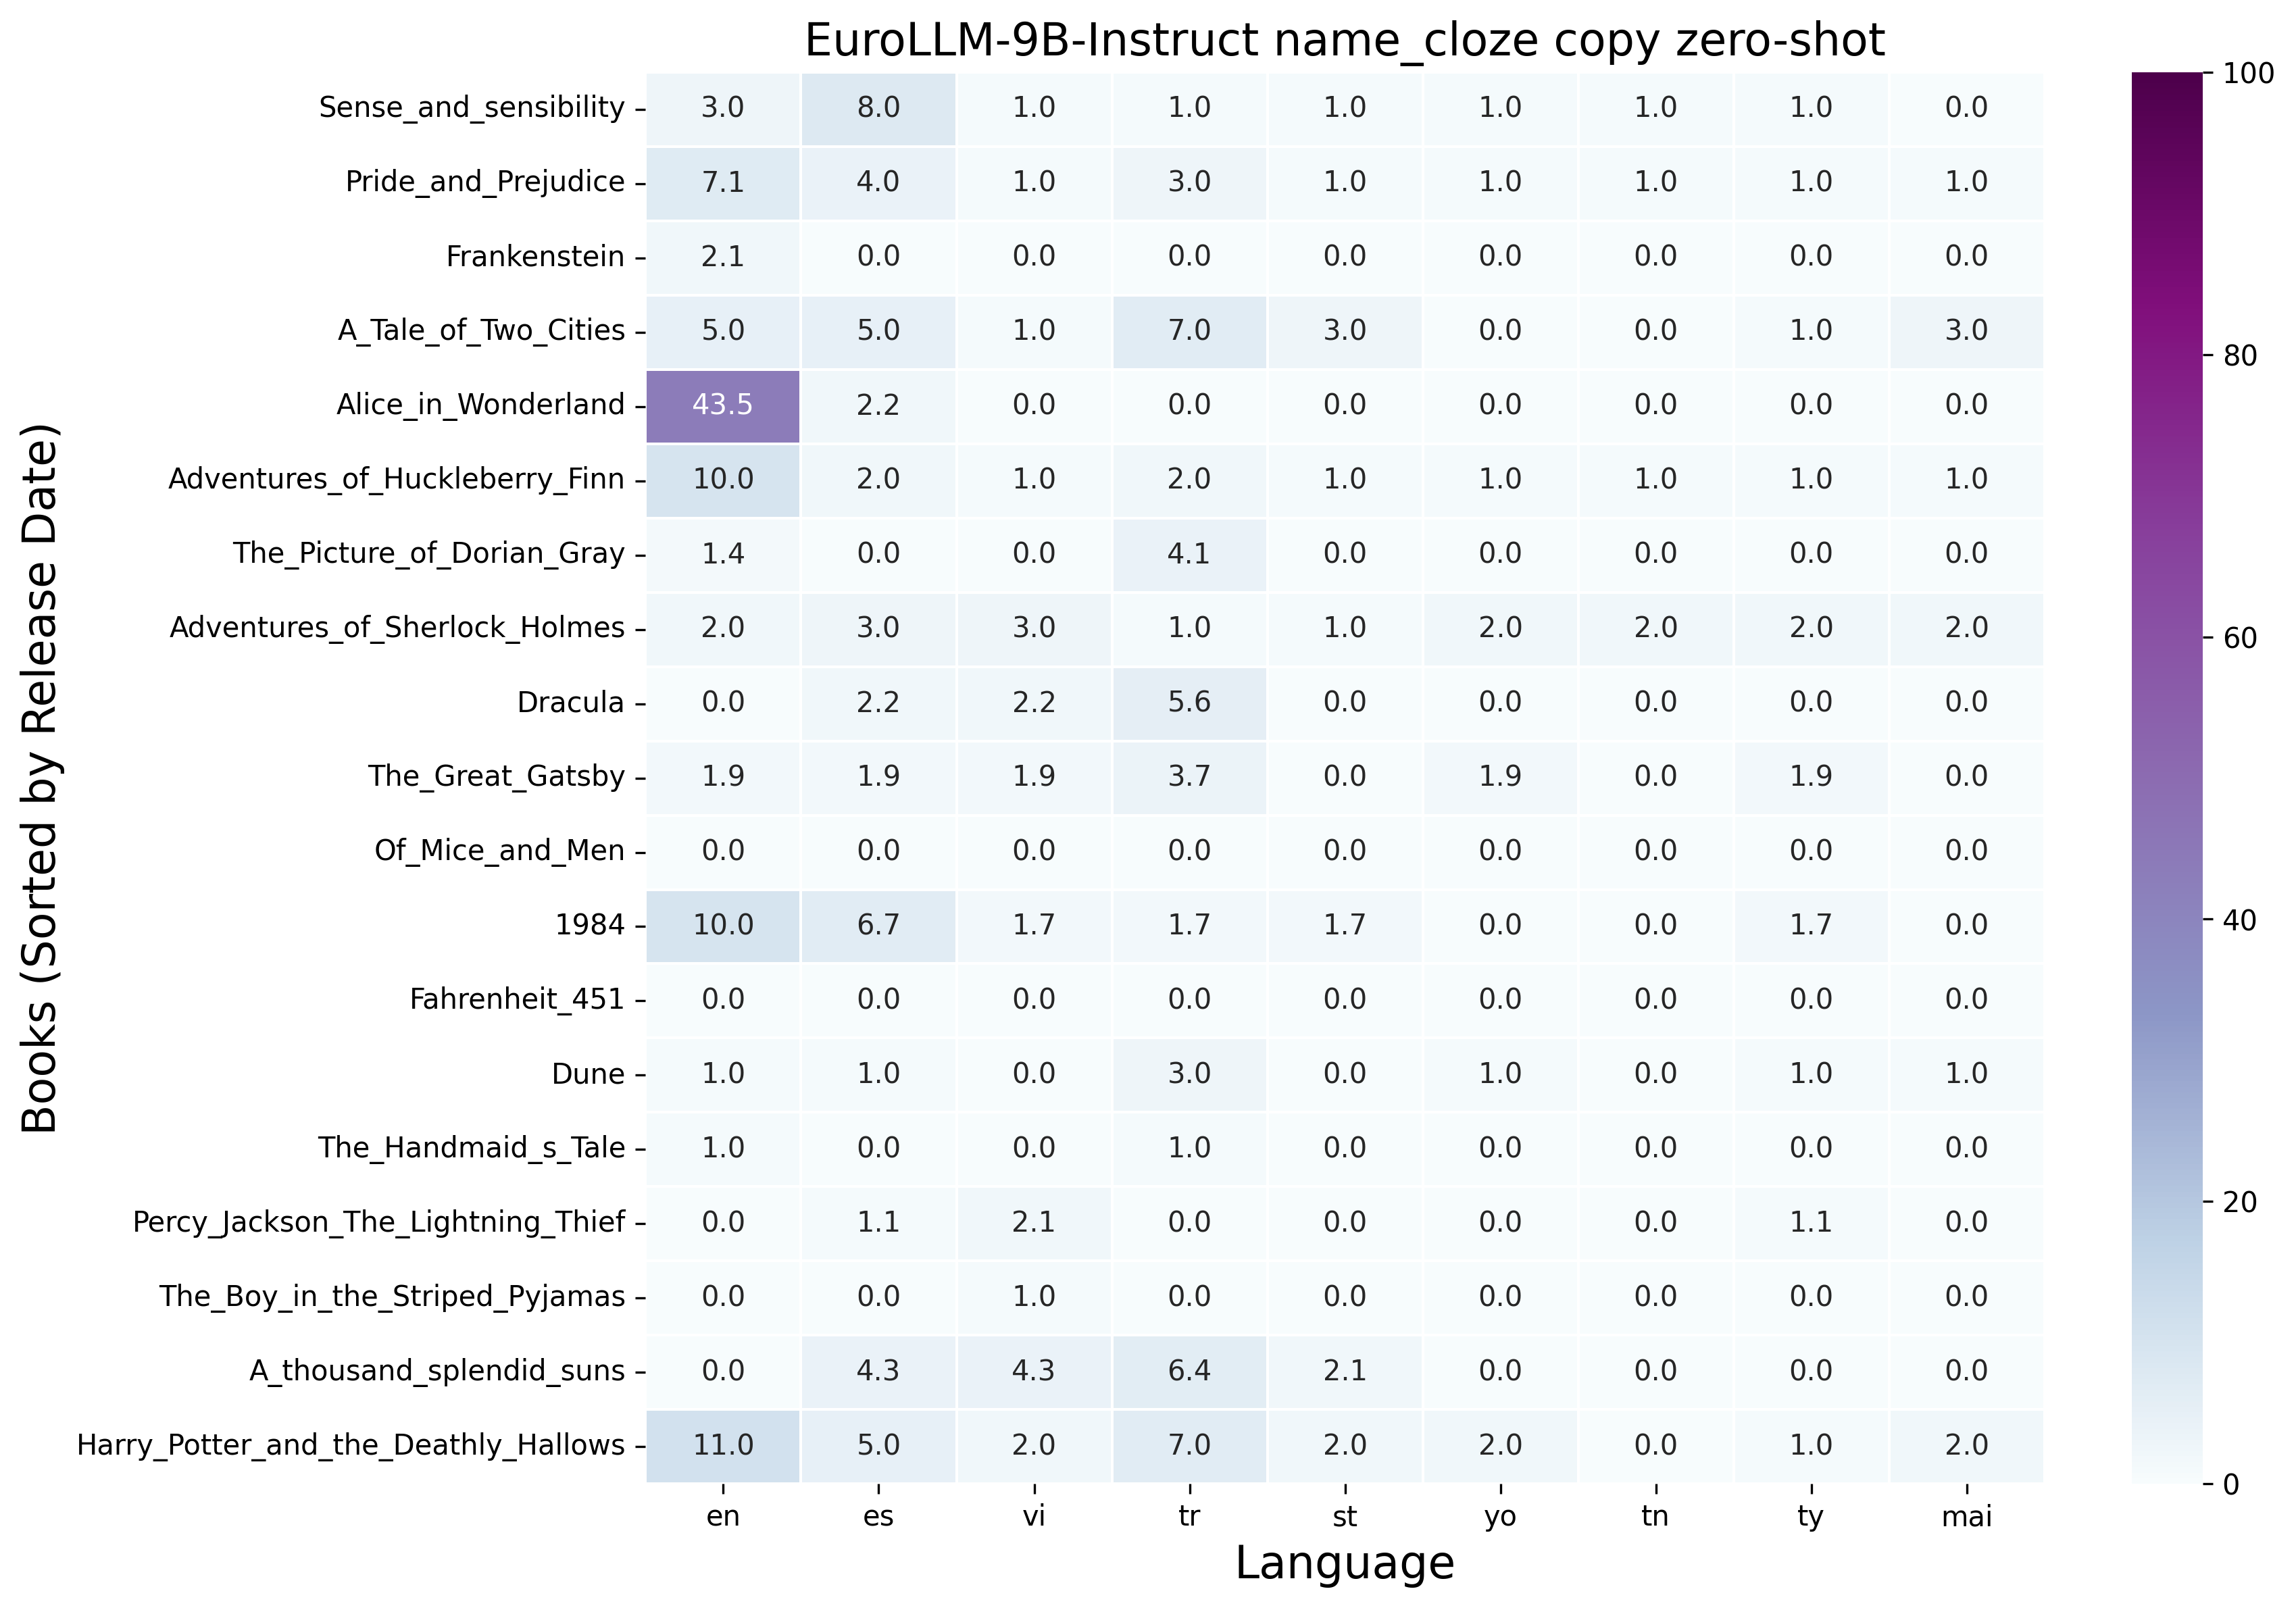 EuroLLM-9B-Instruct name_cloze copy zero-shot
Books (Sorted by Release Date)
Sense_and_sensibility 3.0 8.0 1.0 1.0 1.0 1.0 1.0 1.0 0.0
Pride_and_Prejudice 7.1 4.0 1.0 3.0 1.0 1.0 1.0 1.0 1.0
Frankenstein 2.1 0.0 0.0 0.0 0.0 0.0 0.0 0.0 0.0
A_Tale_of_Two_Cities 5.0 5.0 1.0 7.0 3.0 0.0 0.0 1.0 3.0
Alice_in_Wonderland 43.5 2.2 0.0 0.0 0.0 0.0 0.0 0.0 0.0
Adventures_of_Huckleberry_Finn 10.0 2.0 1.0 2.0 1.0 1.0 1.0 1.0 1.0
The_Picture_of_Dorian_Gray 1.4 0.0 0.0 4.1 0.0 0.0 0.0 0.0 0.0
Adventures_of_Sherlock_Holmes 2.0 3.0 3.0 1.0 1.0 2.0 2.0 2.0 2.0
Dracula 0.0 2.2 2.2 5.6 0.0 0.0 0.0 0.0 0.0
The_Great_Gatsby 1.9 1.9 1.9 3.7 0.0 1.9 0.0 1.9 0.0
Of_Mice_and_Men 0.0 0.0 0.0 0.0 0.0 0.0 0.0 0.0 0.0
1984 10.0 6.7 1.7 1.7 1.7 0.0 0.0 1.7 0.0
Fahrenheit_451 0.0 0.0 0.0 0.0 0.0 0.0 0.0 0.0 0.0
Dune 1.0 1.0 0.0 3.0 0.0 1.0 0.0 1.0 1.0
The_Handmaid_s_Tale 1.0 0.0 0.0 1.0 0.0 0.0 0.0 0.0 0.0
Percy_Jackson_The_Lightning_Thief 0.0 1.1 2.1 0.0 0.0 0.0 0.0 1.1 0.0
The_Boy_in_the_Striped_Pyjamas 0.0 0.0 1.0 0.0 0.0 0.0 0.0 0.0 0.0
A_thousand_splendid_suns 0.0 4.3 4.3 6.4 2.1 0.0 0.0 0.0 0.0
Harry_Potter_and_the_Deathly_Hallows 11.0 5.0 2.0 7.0 2.0 2.0 0.0 1.0 2.0
en es vi tr st yo tn ty mai
Language
100
80
60
40
20
0